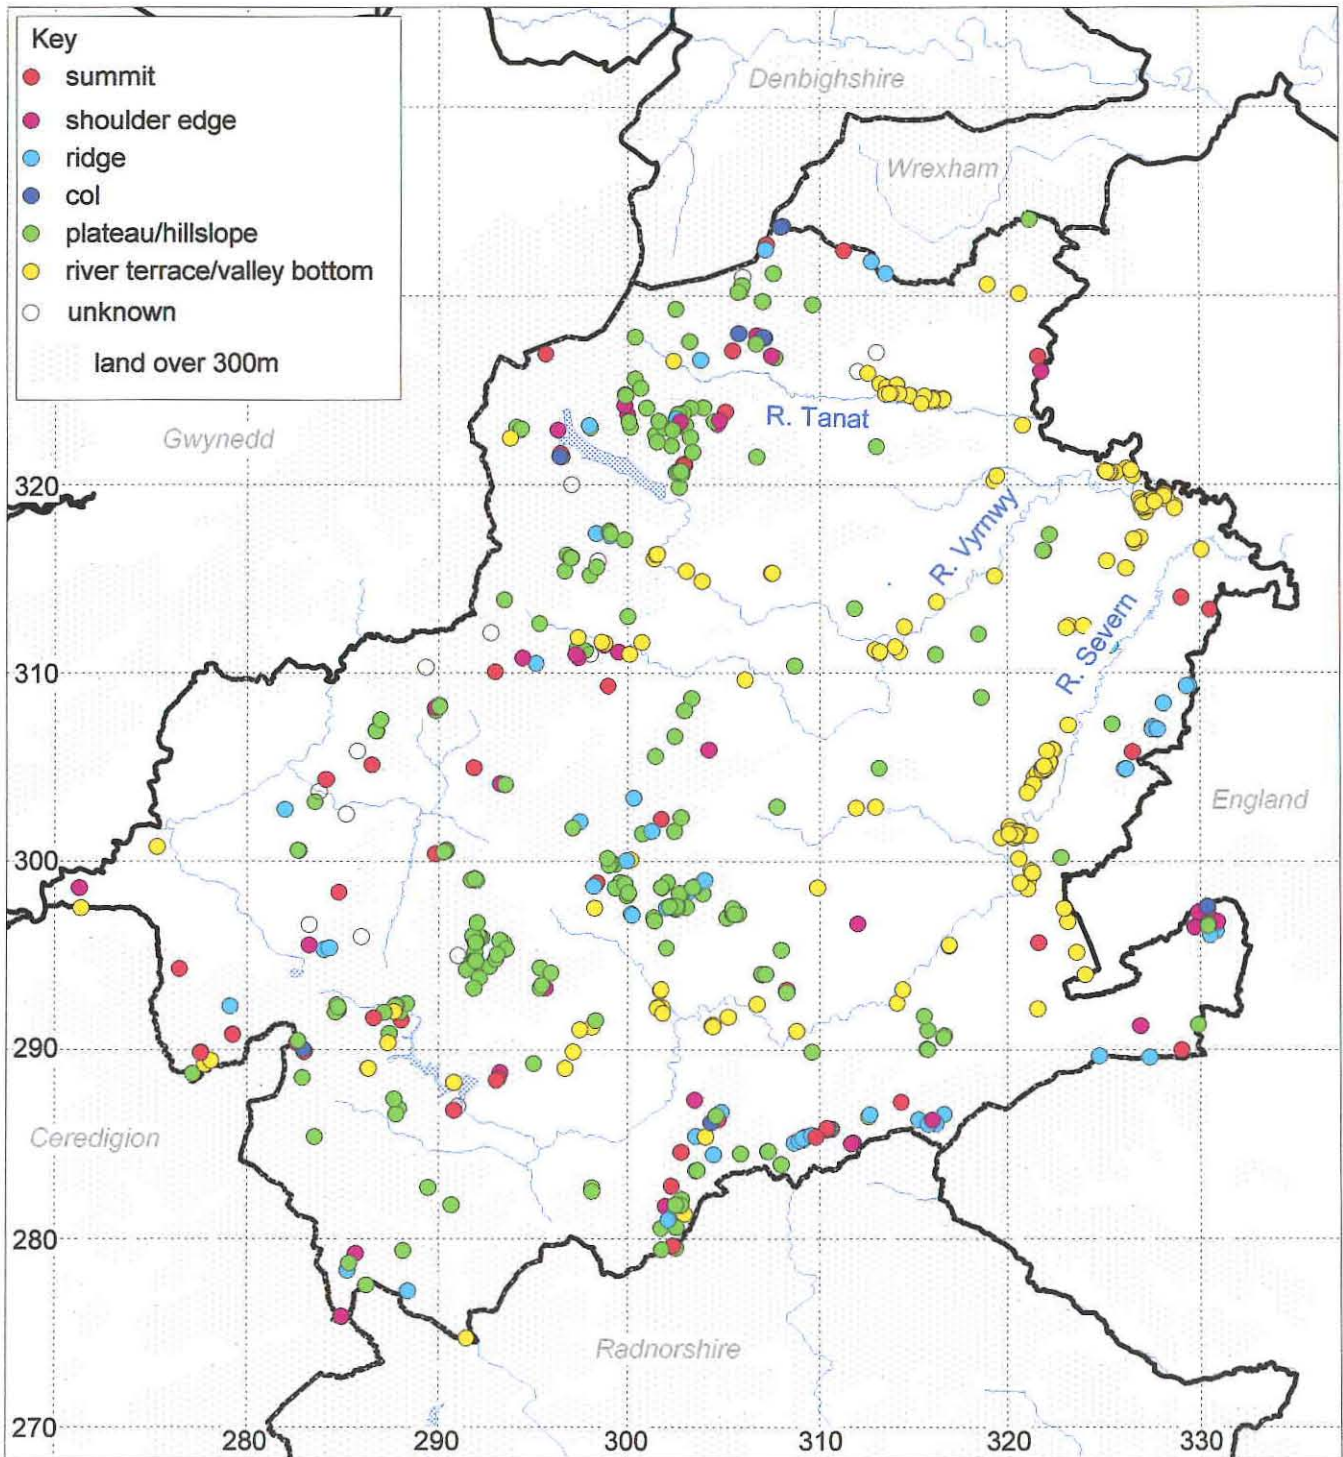 Key
summit
shoulder edge
ridge
col
plateau/hillslope
river terrace/valley bottom
unknown
land over 300m
Denbighshire
Wrexham
Gwynedd
R. Tanat
320
R. Vyrnwy
R. Severn
310
England
300
290
Ceredigion
280
Radnorshire
270
280
290
300
310
320
330